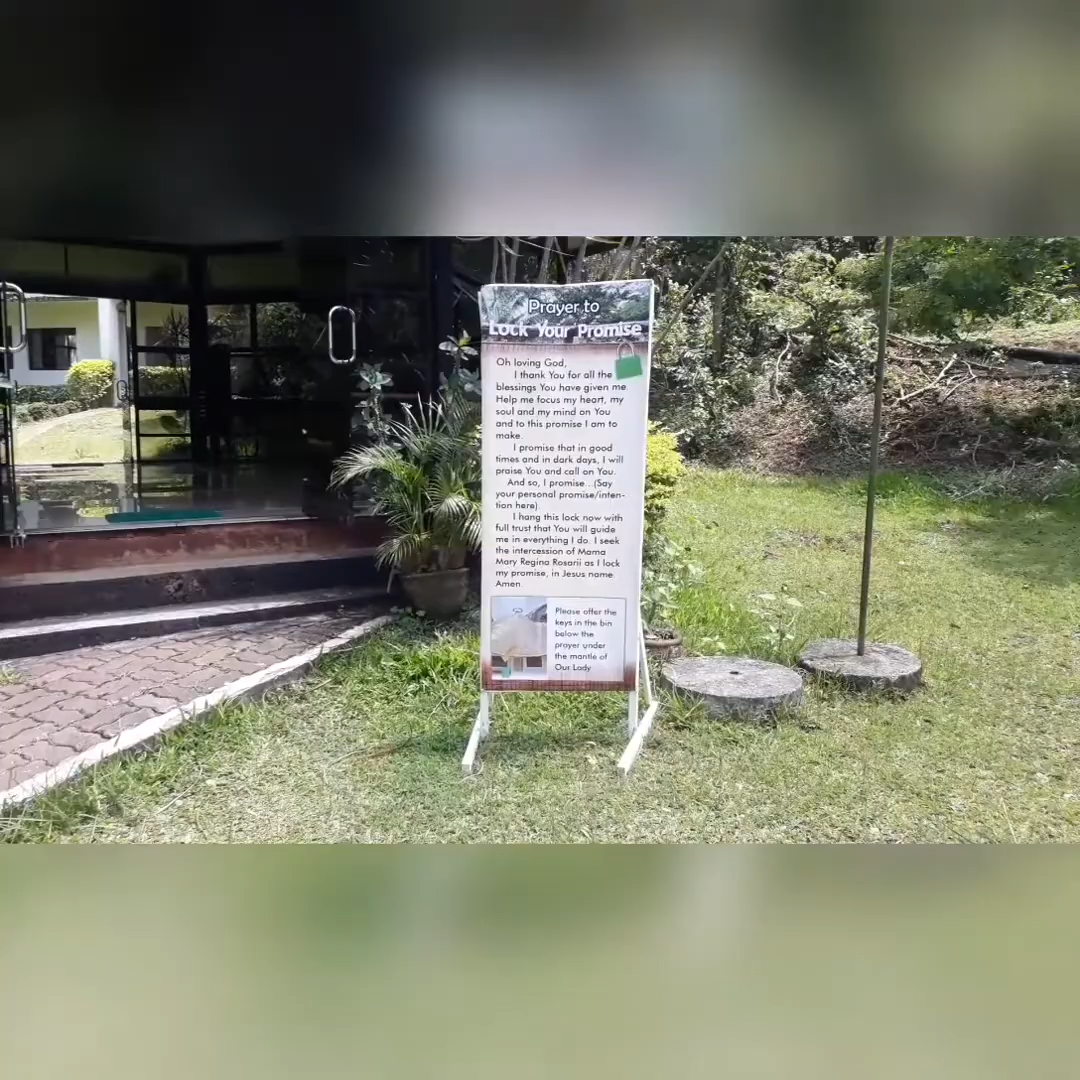 Prayer to
Lock Your Promise
Oh loving God,
I thank You for all the
blessings You have given me.
Help me focus my heart, my
soul and my mind on You
and to this promise I am to
make.
I promise that in good
times and in dark days, I will
praise You and call on You.
And so, I promise...(Say
your personal promise/inten-
tion here).
I hang this lock now with
full trust that You will guide
me in everything I do. I seek
the intercession of Mama
Mary Regina Rosarii as I lock
my promise, in Jesus name.
Amen.
Please offer the
keys in the bin
below the
prayer under
the mantle of
Our Lady